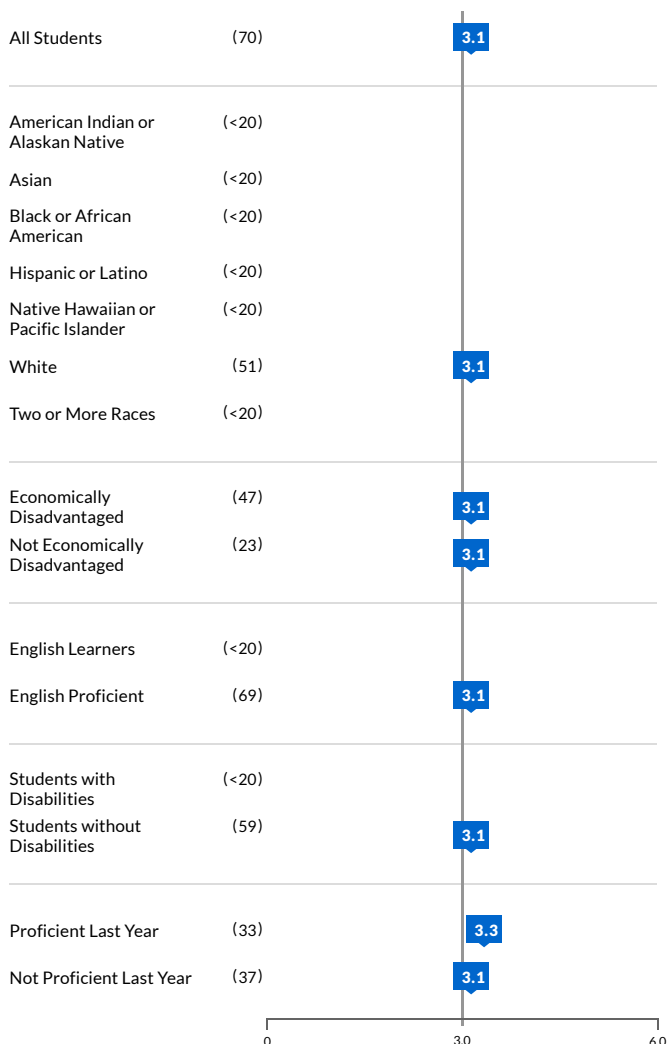 All Students (70) 3.1
American Indian or (<20)
Alaskan Native
Asian (<20)
Black or African (<20)
American
Hispanic or Latino (<20)
Native Hawaiian or (<20)
Pacific Islander
White (51) 3.1
Two or More Races (<20)
Economically (47) 3.1
Disadvantaged
Not Economically (23) 3.1
Disadvantaged
English Learners (<20)
English Proficient (69) 3.1
Students with (<20)
Disabilities
Students without (59) 3.1
Disabilities
Proficient Last Year (33) 3.3
Not Proficient Last Year (37) 3.1
0 3.0 6.0